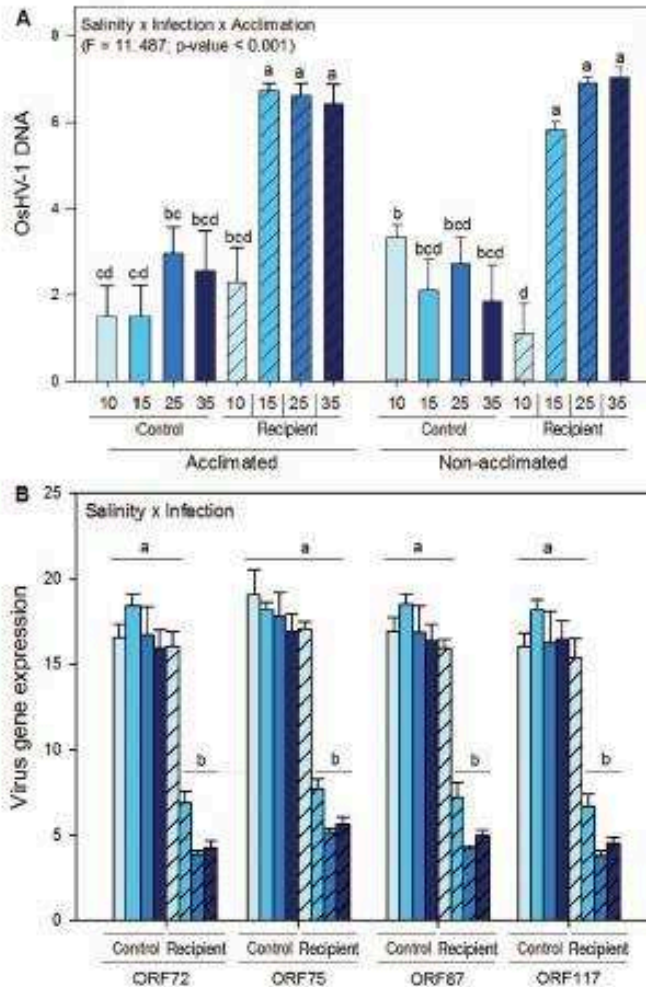 A
Salinity x Infection x Acclimation
(F = 11.487; p-value < 0.001)
8
6
4
2
0
OsHV-1 DNA
cd
cd
bc
bcd
bcd
a
a
a
b
bcd
bcd
bcd
d
a
a
a
10 15 25 35 10 15 25 35 10 15 25 35 10 15 25 35
Control Recipient Control Recipient
Acclimated Non-acclimated
B
Salinity x Infection
25
20
15
10
5
0
Virus gene expression
a a a a
b b b b
Control Recipient Control Recipient Control Recipient Control Recipient
ORF72 ORF75 ORF87 ORF117